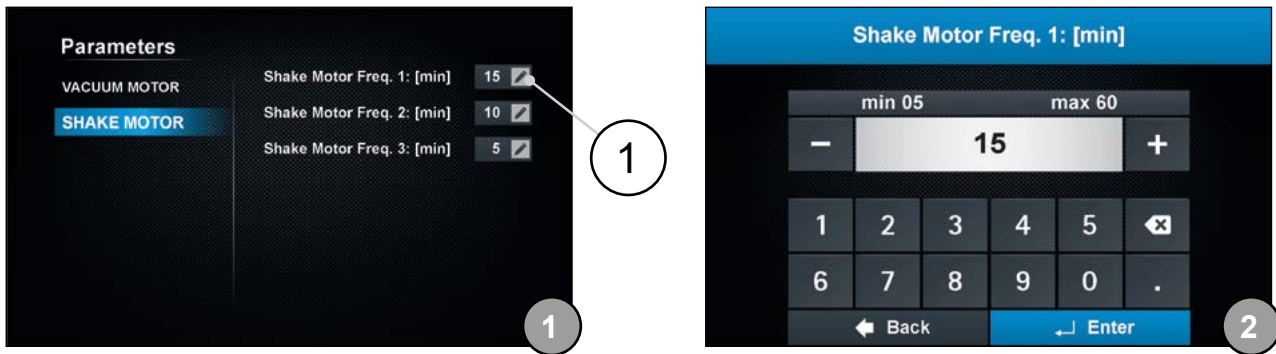 Parameters
VACUUM MOTOR
SHAKE MOTOR
Shake Motor Freq. 1: [min] 15
Shake Motor Freq. 2: [min] 10
Shake Motor Freq. 3: [min] 5
1
1
Shake Motor Freq. 1: [min]
min 05 max 60
− 15 +
1 2 3 4 5
6 7 8 9 0 .
Back Enter
2